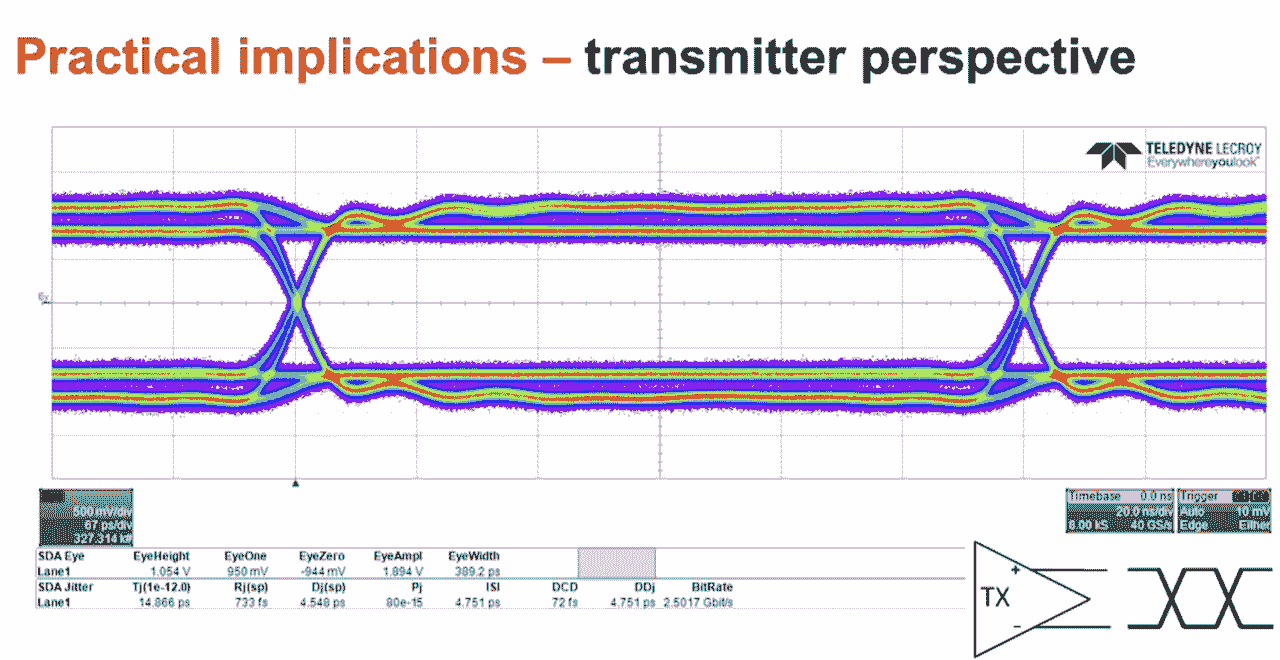 Practical implications – transmitter perspective
TELEDYNE LECROY
Everywhereyoulook
500 mV/div
67 ps/div
Timebase 0.0 ns
20.0 ns/div
8.00 kS 40 GS/s
Trigger
Auto 10 mV
Edge Either
SDA Eye EyeHeight EyeOne EyeZero EyeAmpl EyeWidth
Lane1 1.054 V 950 mV -944 mV 1.894 V 389.2 ps
SDA Jitter Tj(1e-12.0) Rj(sp) Dj(sp) Pj ISI DCD DDj BitRate
Lane1 14.866 ps 733 fs 4.548 ps 80e-15 4.751 ps 72 fs 4.751 ps 2.5017 Gbit/s
TX
+
-